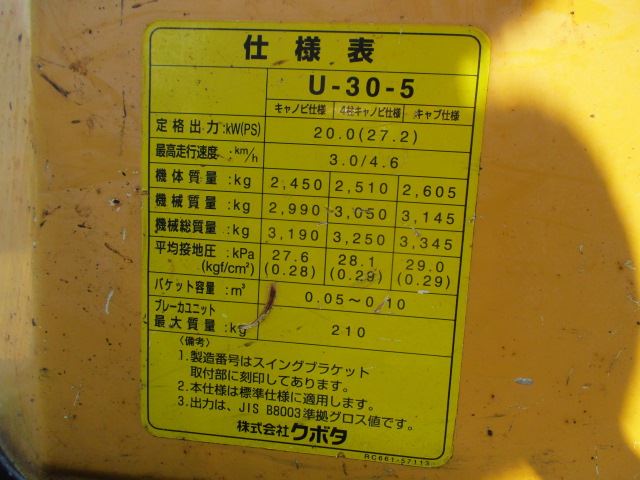 仕様表
U-30-5
キャノピ仕様 4柱キャノピ仕様 キャブ仕様
定格出力:kW(PS) 20.0(27.2)
最高走行速度:km/h 3.0/4.6
機体質量:kg 2,450 2,510 2,605
機械質量:kg 2,990 3,050 3,145
機械総質量:kg 3,190 3,250 3,345
平均接地圧:kPa 27.6 28.1 29.0
(kgf/cm²) (0.28) (0.29) (0.29)
バケット容量:m³ 0.05～0.10
ブレーカユニット
最大質量:kg 210
〈備考〉
1.製造番号はスイングブラケット
取付部に刻印してあります。
2.本仕様は標準仕様に適用します。
3.出力は、JIS B8003準拠グロス値です。
株式会社クボタ
RC661-57113